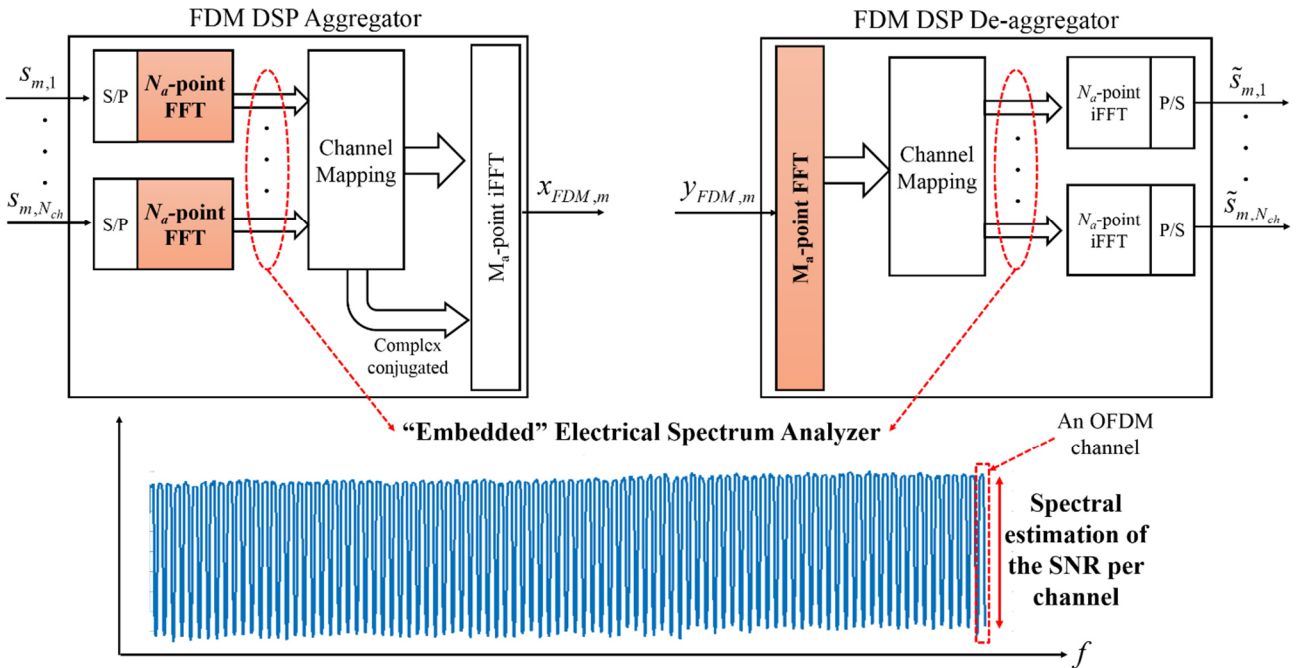 FDM DSP Aggregator
s_{m,1}
S/P
N_a-point
FFT
s_{m,N_{ch}}
S/P
N_a-point
FFT
Channel
Mapping
M_a-point iFFT
x_{FDM,m}
Complex
conjugated
FDM DSP De-aggregator
y_{FDM,m}
M_a-point FFT
Channel
Mapping
N_a-point
iFFT
P/S
s̃_{m,1}
N_a-point
iFFT
P/S
s̃_{m,N_{ch}}
“Embedded” Electrical Spectrum Analyzer
An OFDM
channel
Spectral
estimation of
the SNR per
channel
f